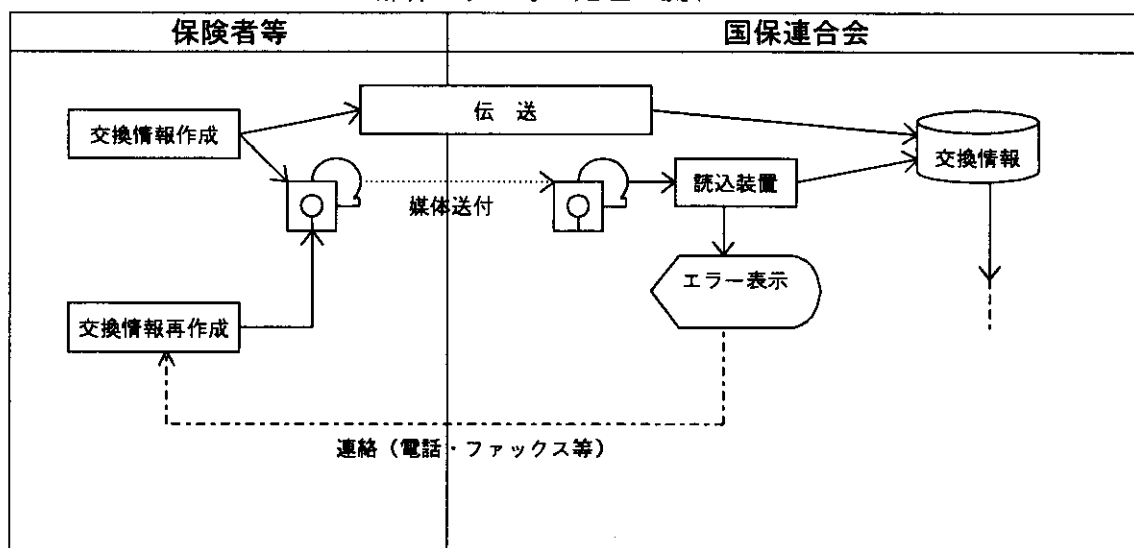 保険者等
国保連合会
伝 送
交換情報作成
交換情報
読込装置
媒体送付
エラー表示
交換情報再作成
連絡（電話・ファックス等）